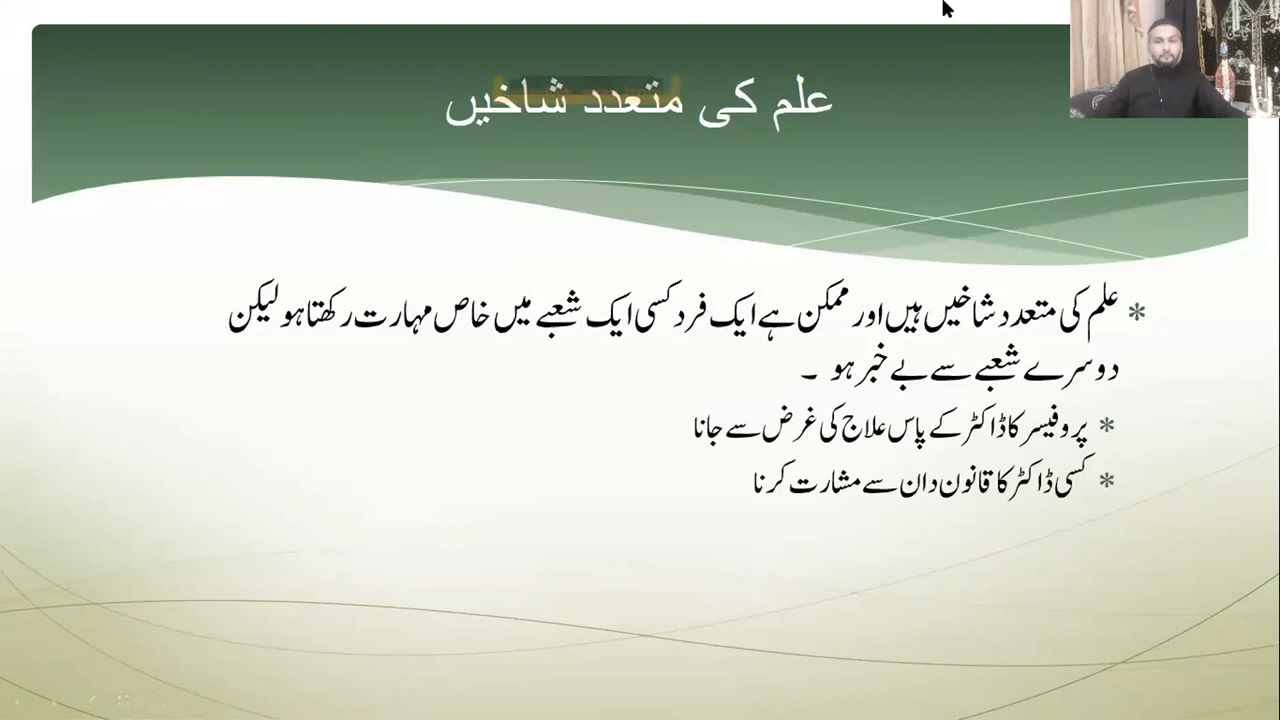 علم کی متعدد شاخیں
علم کی متعدد شاخیں ہیں اور ممکن ہے ایک فرد کسی ایک شعبے میں خاص مہارت رکھتا ہو لیکن
دوسرے شعبے سے بے خبر ہو ۔
پروفیسر کا ڈاکٹر کے پاس علاج کی غرض سے جانا
کسی ڈاکٹر کا قانون دان سے مشارت کرنا